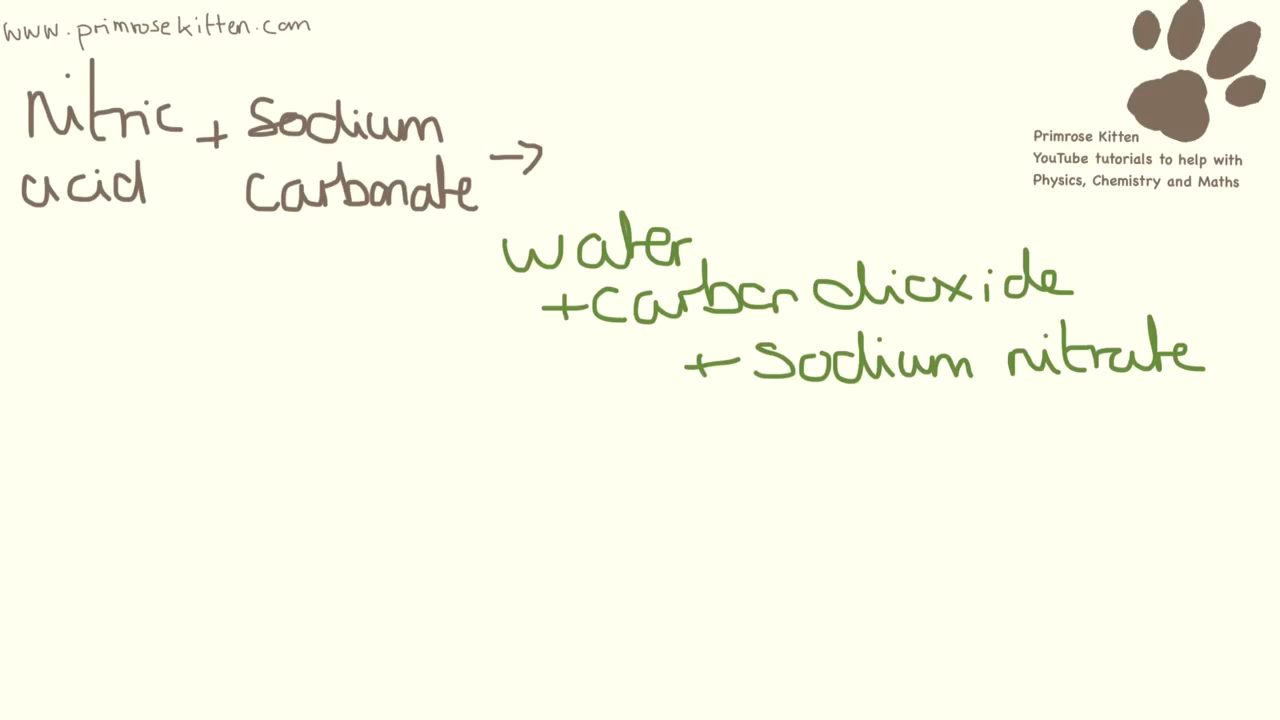 www.primrosekitten.com
nitric + sodium
acid carbonate →
water
+ carbon dioxide
+ sodium nitrate
Primrose Kitten
YouTube tutorials to help with
Physics, Chemistry and Maths